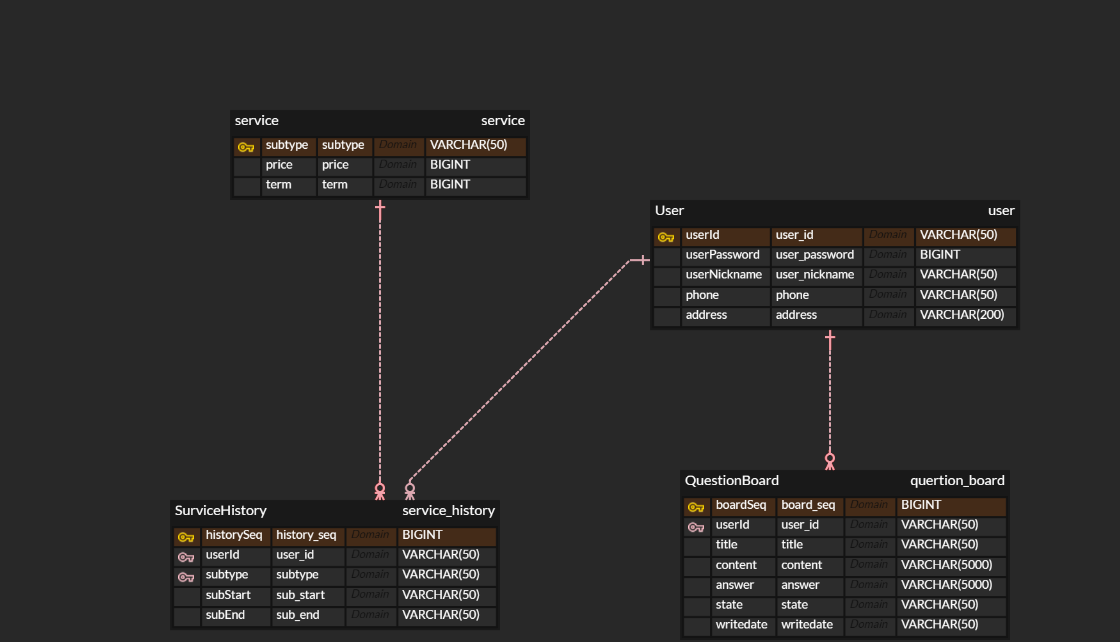 service service
subtype subtype Domain VARCHAR(50)
price price Domain BIGINT
term term Domain BIGINT
User user
userId user_id Domain VARCHAR(50)
userPassword user_password Domain BIGINT
userNickname user_nickname Domain VARCHAR(50)
phone phone Domain VARCHAR(50)
address address Domain VARCHAR(200)
SurviceHistory service_history
historySeq history_seq Domain BIGINT
userId user_id Domain VARCHAR(50)
subtype subtype Domain VARCHAR(50)
subStart sub_start Domain VARCHAR(50)
subEnd sub_end Domain VARCHAR(50)
QuestionBoard quertion_board
boardSeq board_seq Domain BIGINT
userId user_id Domain VARCHAR(50)
title title Domain VARCHAR(50)
content content Domain VARCHAR(5000)
answer answer Domain VARCHAR(5000)
state state Domain VARCHAR(50)
writedate writedate Domain VARCHAR(50)